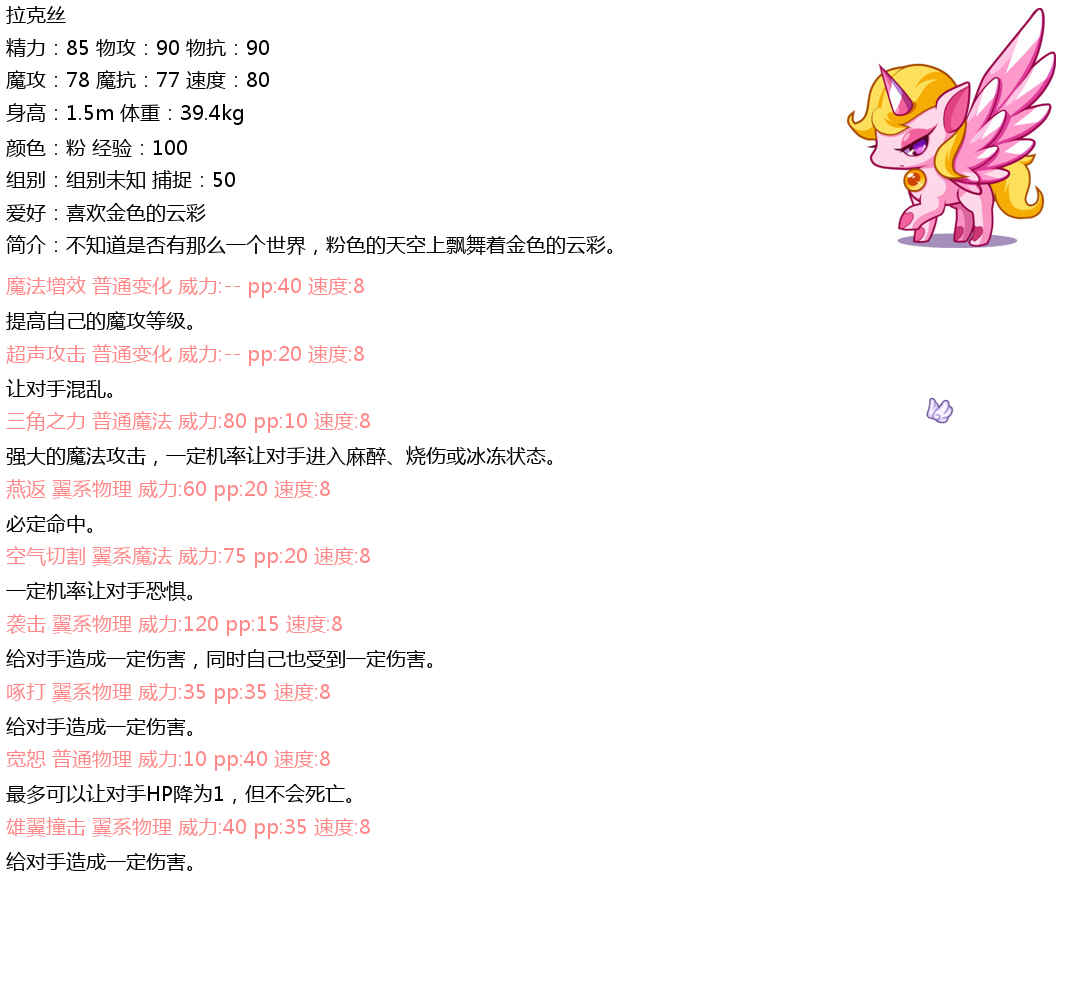 拉克丝
精力：85 物攻：90 物抗：90
魔攻：78 魔抗：77 速度：80
身高：1.5m 体重：39.4kg
颜色：粉 经验：100
组别：组别未知 捕捉：50
爱好：喜欢金色的云彩
简介：不知道是否有那么一个世界，粉色的天空上飘舞着金色的云彩。
魔法增效 普通变化 威力:-- pp:40 速度:8
提高自己的魔攻等级。
超声攻击 普通变化 威力:-- pp:20 速度:8
让对手混乱。
三角之力 普通魔法 威力:80 pp:10 速度:8
强大的魔法攻击，一定机率让对手进入麻醉、烧伤或冰冻状态。
燕返 翼系物理 威力:60 pp:20 速度:8
必定命中。
空气切割 翼系魔法 威力:75 pp:20 速度:8
一定机率让对手恐惧。
袭击 翼系物理 威力:120 pp:15 速度:8
给对手造成一定伤害，同时自己也受到一定伤害。
啄打 翼系物理 威力:35 pp:35 速度:8
给对手造成一定伤害。
宽恕 普通物理 威力:10 pp:40 速度:8
最多可以让对手HP降为1，但不会死亡。
雄翼撞击 翼系物理 威力:40 pp:35 速度:8
给对手造成一定伤害。